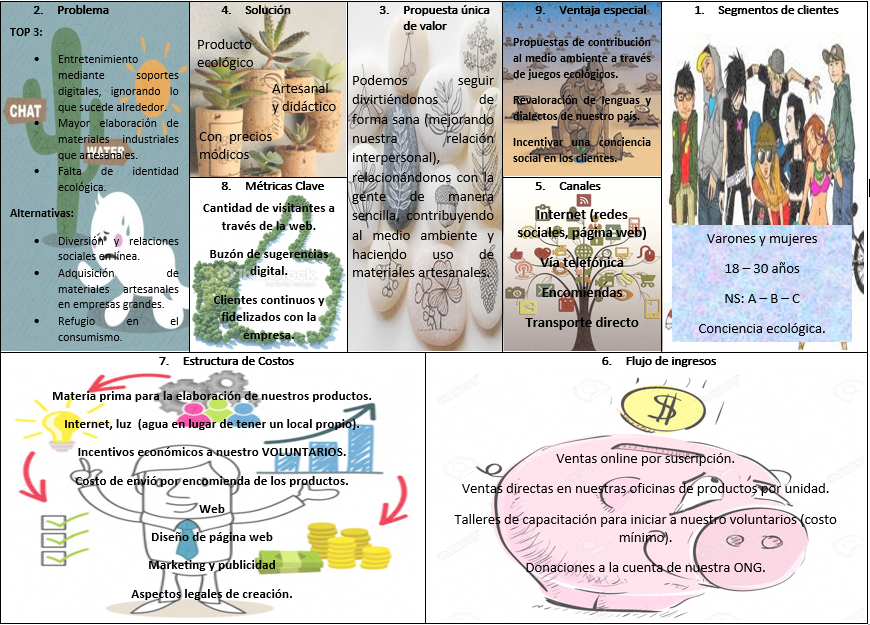 2. Problema
TOP 3:
• Entretenimiento
mediante soportes
digitales, ignorando lo
que sucede alrededor.
• Mayor elaboración de
materiales industriales
que artesanales.
• Falta de identidad
ecológica.
Alternativas:
• Diversión y relaciones
sociales en línea.
• Adquisición de
materiales artesanales
en empresas grandes.
• Refugio en el
consumismo.
CHAT
WATER
4. Solución
Producto
ecológico
Artesanal
y didáctico
Con precios
módicos
8. Métricas Clave
Cantidad de visitantes a
través de la web.
Buzón de sugerencias
digital.
Clientes continuos y
fidelizados con la
empresa.
3. Propuesta única
de valor
Podemos seguir
divirtiéndonos de
forma sana (mejorando
nuestra relación
interpersonal),
relacionándonos con la
gente de manera
sencilla, contribuyendo
al medio ambiente y
haciendo uso de
materiales artesanales.
9. Ventaja especial
Propuestas de contribución
al medio ambiente a través
de juegos ecológicos.
Revaloración de lenguas y
dialectos de nuestro país.
Incentivar una conciencia
social en los clientes.
5. Canales
Internet (redes
sociales, página web)
Vía telefónica
Encomiendas
Transporte directo
1. Segmentos de clientes
Varones y mujeres
18 – 30 años
NS: A – B – C
Conciencia ecológica.
7. Estructura de Costos
Materia prima para la elaboración de nuestros productos.
Internet, luz (agua en lugar de tener un local propio).
Incentivos económicos a nuestro VOLUNTARIOS.
Costo de envió por encomienda de los productos.
Web
Diseño de página web
Marketing y publicidad
Aspectos legales de creación.
6. Flujo de ingresos
$
Ventas online por suscripción.
Ventas directas en nuestras oficinas de productos por unidad.
Talleres de capacitación para iniciar a nuestro voluntarios (costo
mínimo).
Donaciones a la cuenta de nuestra ONG.